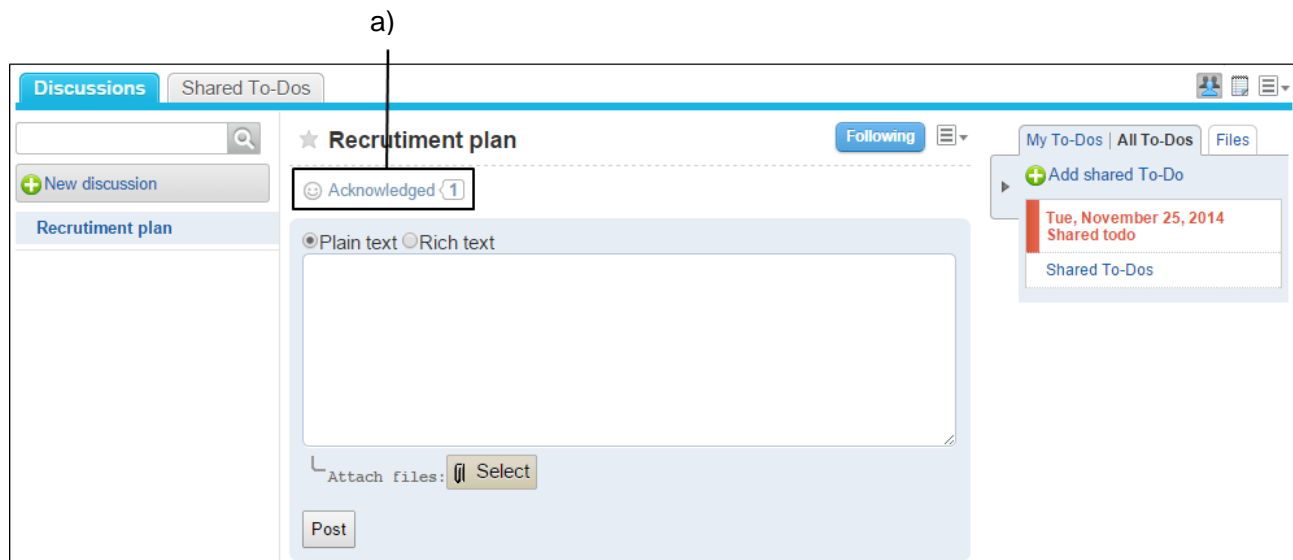 a)
Discussions Shared To-Dos
Recrutiment plan Following
My To-Dos | All To-Dos Files
New discussion
Acknowledged 1
Add shared To-Do
Recrutiment plan
Plain text Rich text
Tue, November 25, 2014
Shared todo
Shared To-Dos
Attach files: Select
Post